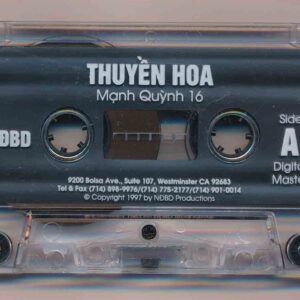 THUYỀN HOA
Mạnh Quỳnh 16
Side
A
Digital
Maste
9200 Bolsa Ave., Suite 107, Westminster CA 92683
Tel & Fax (714) 898-9976/(714) 775-2177/(714) 901-0014
© Copyright 1997 by NDBD Productions